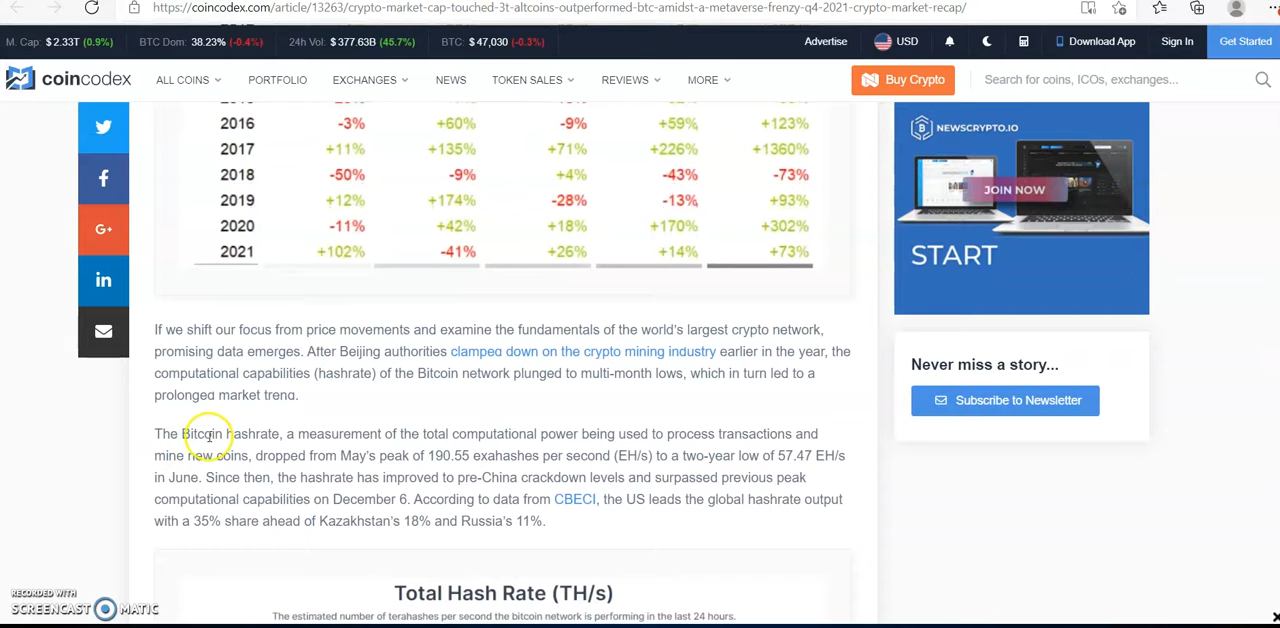 https://coincodex.com/article/13263/crypto-market-cap-touched-3t-altcoins-outperformed-btc-amidst-a-metaverse-frenzy-q4-2021-crypto-market-recap/
M. Cap: $2.33T (0.9%) BTC Dom: 38.23% (-0.4%) 24h Vol: $377.63B (45.7%) BTC: $47,030 (-0.3%) Advertise USD Download App Sign In Get Started
coincodex ALL COINS PORTFOLIO EXCHANGES NEWS TOKEN SALES REVIEWS MORE Buy Crypto Search for coins, ICOs, exchanges...
2016 -3% +60% -9% +59% +123%
2017 +11% +135% +71% +226% +1360%
2018 -50% -9% +4% -43% -73%
2019 +12% +174% -28% -13% +93%
2020 -11% +42% +18% +170% +302%
2021 +102% -41% +26% +14% +73%
If we shift our focus from price movements and examine the fundamentals of the world's largest crypto network,
promising data emerges. After Beijing authorities clamped down on the crypto mining industry earlier in the year, the
computational capabilities (hashrate) of the Bitcoin network plunged to multi-month lows, which in turn led to a
prolonged market trend.
The Bitcoin hashrate, a measurement of the total computational power being used to process transactions and
mine new coins, dropped from May's peak of 190.55 exahashes per second (EH/s) to a two-year low of 57.47 EH/s
in June. Since then, the hashrate has improved to pre-China crackdown levels and surpassed previous peak
computational capabilities on December 6. According to data from CBECI, the US leads the global hashrate output
with a 35% share ahead of Kazakhstan's 18% and Russia's 11%.
Total Hash Rate (TH/s)
The estimated number of terahashes per second the bitcoin network is performing in the last 24 hours.
NEWSCRYPTO.IO
JOIN NOW
START
Never miss a story...
Subscribe to Newsletter
f
G+
in
RECORDED WITH
SCREENCAST MATIC